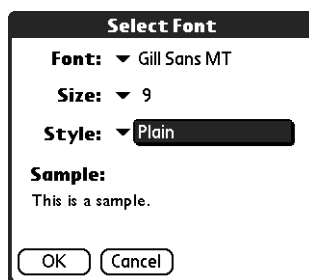 Select Font
Font: Gill Sans MT
Size: 9
Style: Plain
Sample:
This is a sample.
OK Cancel